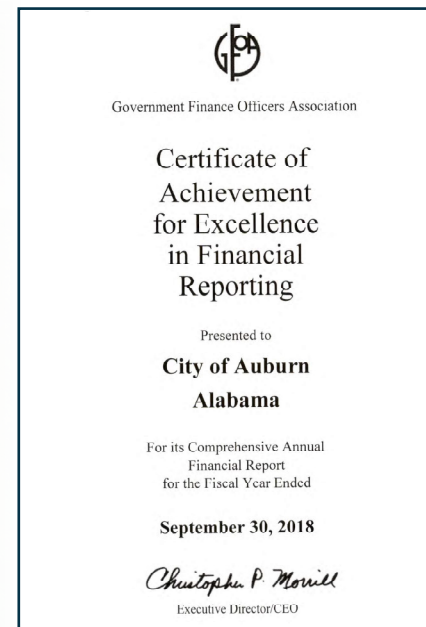 GFOA
Government Finance Officers Association
Certificate of
Achievement
for Excellence
in Financial
Reporting
Presented to
City of Auburn
Alabama
For its Comprehensive Annual
Financial Report
for the Fiscal Year Ended
September 30, 2018
Christopher P. Morrill
Executive Director/CEO